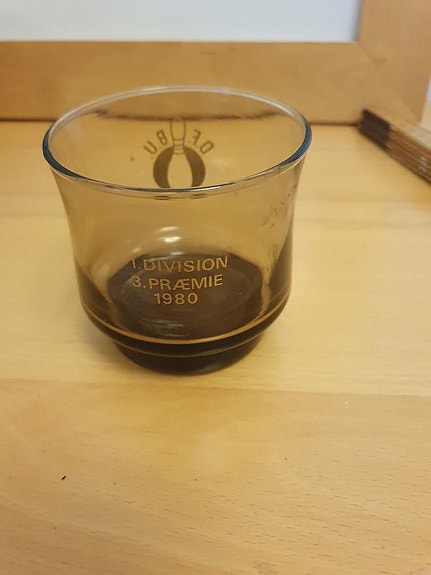 1 DIVISION
3. PRÆMIE
1980